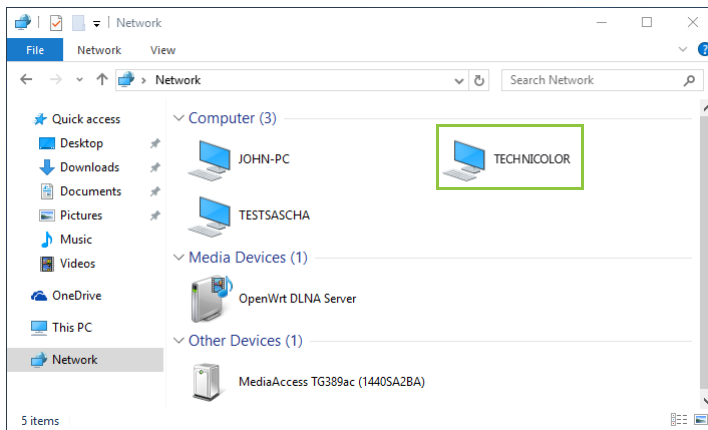 Network
File Network View
Network Search Network
Quick access
Desktop
Downloads
Documents
Pictures
Music
Videos
OneDrive
This PC
Network
Computer (3)
JOHN-PC TECHNICOLOR
TESTSASCHA
Media Devices (1)
OpenWrt DLNA Server
Other Devices (1)
MediaAccess TG389ac (1440SA2BA)
5 items